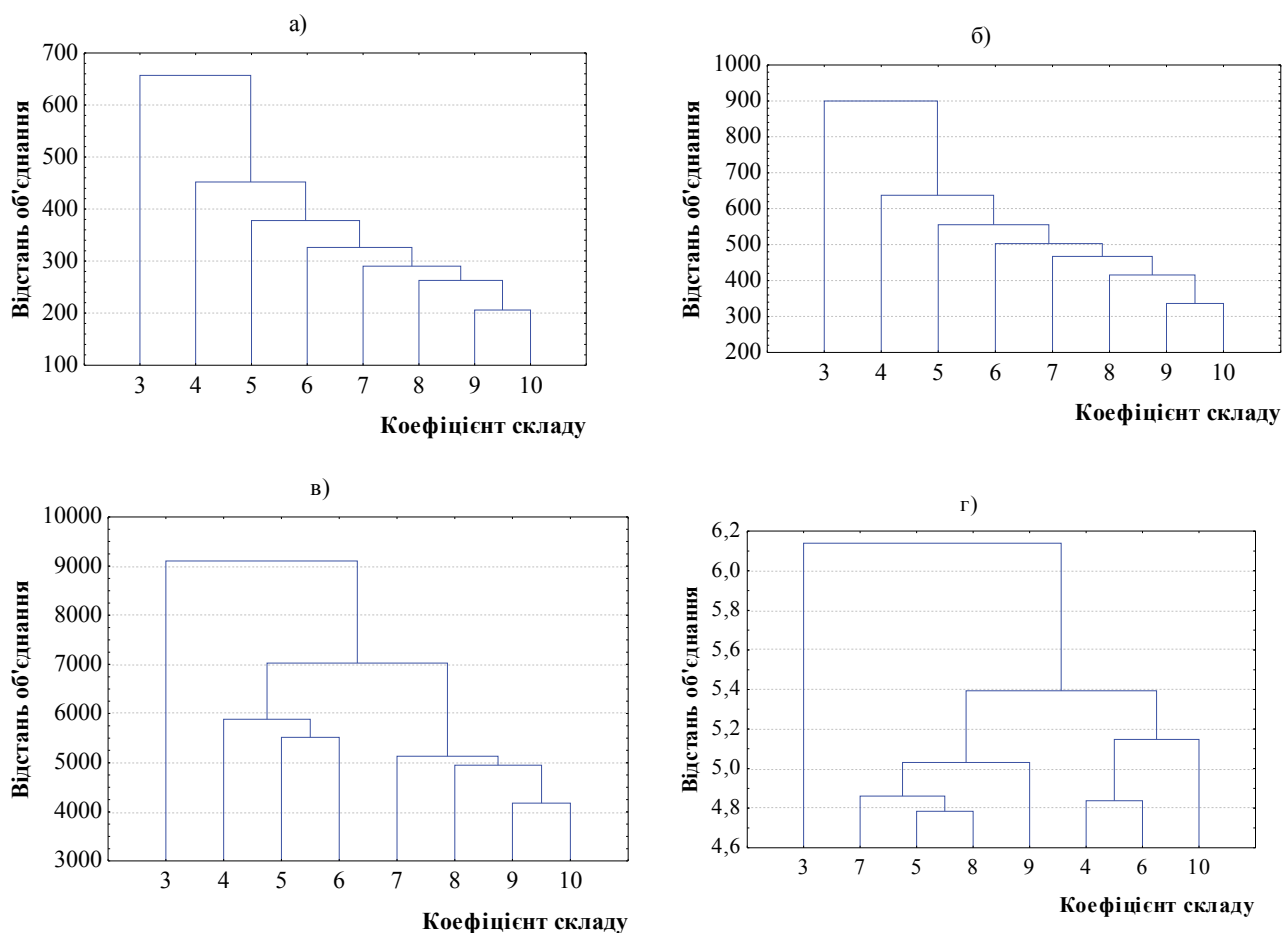 а)
700
600
500
400
300
200
100
Відстань об'єднання
3 4 5 6 7 8 9 10
Коефіцієнт складу
б)
1000
900
800
700
600
500
400
300
200
Відстань об'єднання
3 4 5 6 7 8 9 10
Коефіцієнт складу
в)
10000
9000
8000
7000
6000
5000
4000
3000
Відстань об'єднання
3 4 5 6 7 8 9 10
Коефіцієнт складу
г)
6,2
6,0
5,8
5,6
5,4
5,2
5,0
4,8
4,6
Відстань об'єднання
3 7 5 8 9 4 6 10
Коефіцієнт складу